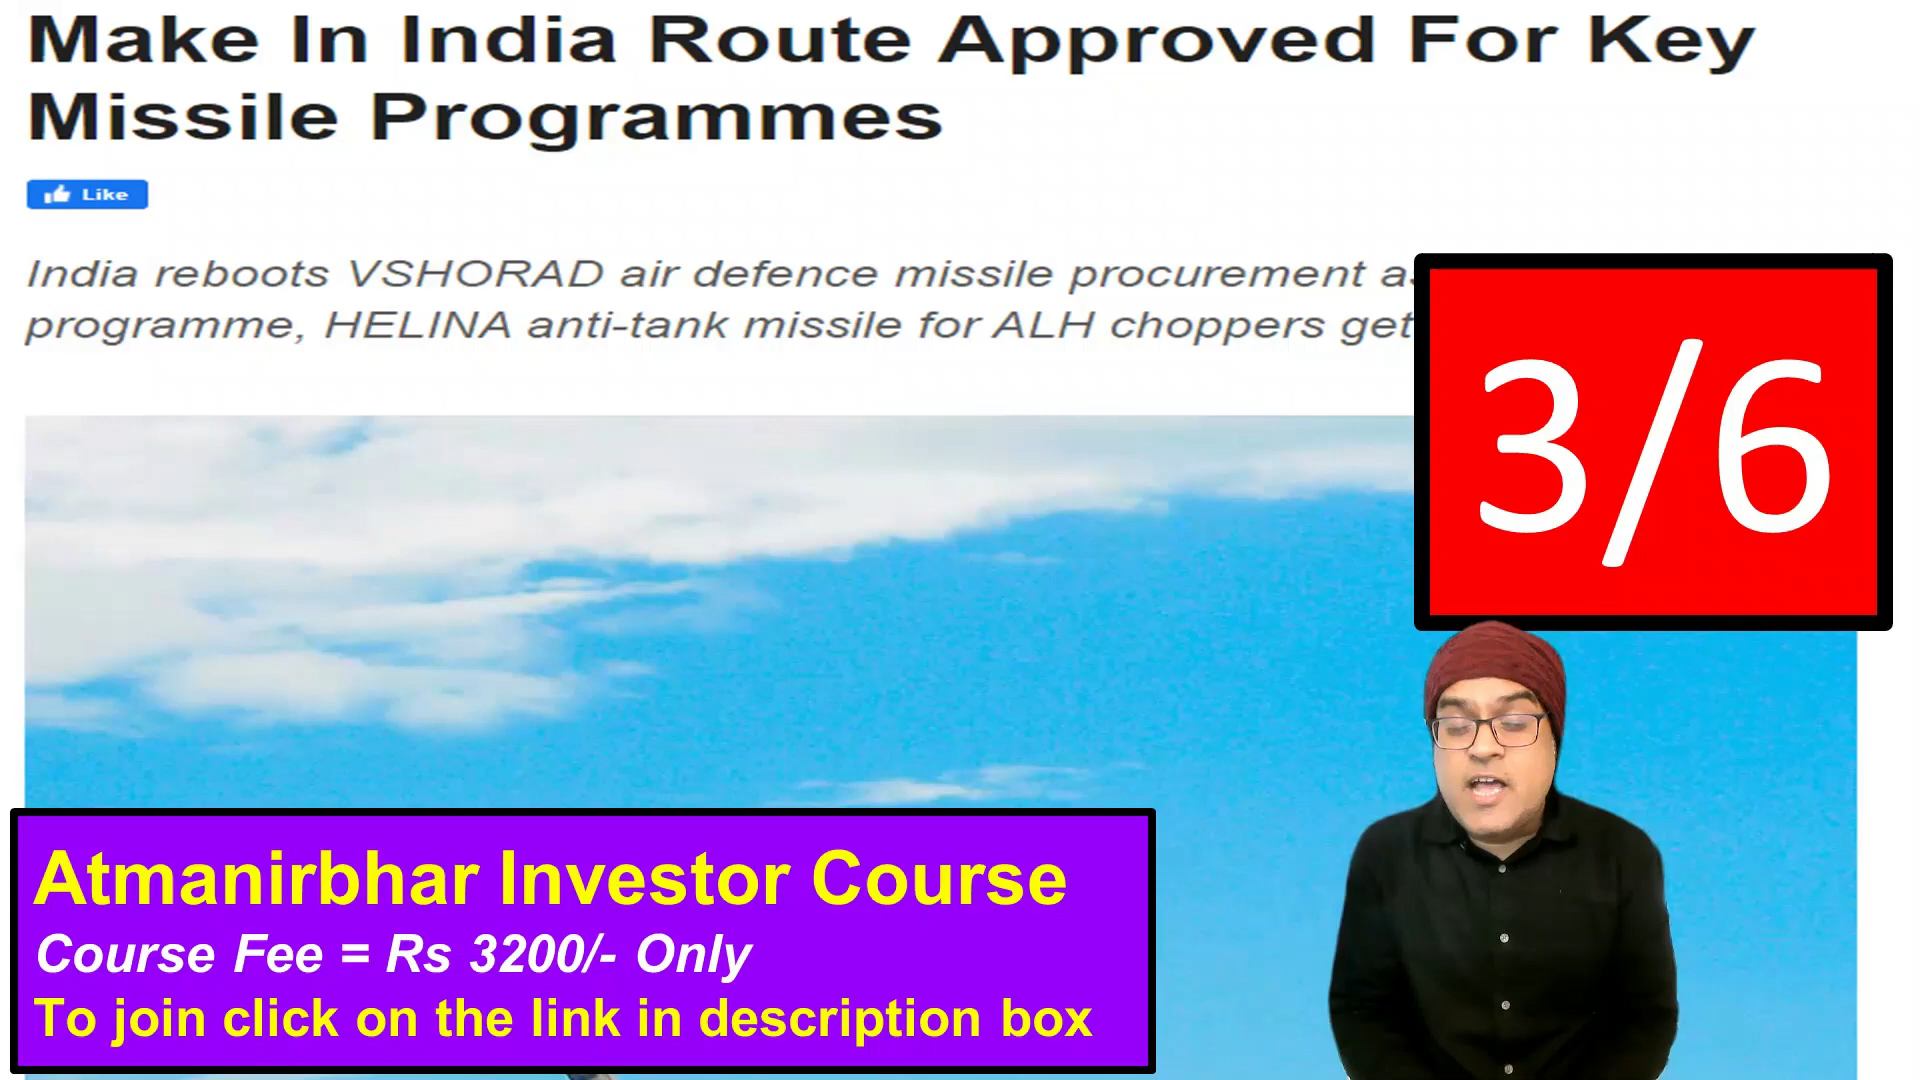 Make In India Route Approved For Key
Missile Programmes
Like
India reboots VSHORAD air defence missile procurement
programme, HELINA anti-tank missile for ALH choppers get
3/6
Atmanirbhar Investor Course
Course Fee = Rs 3200/- Only
To join click on the link in description box